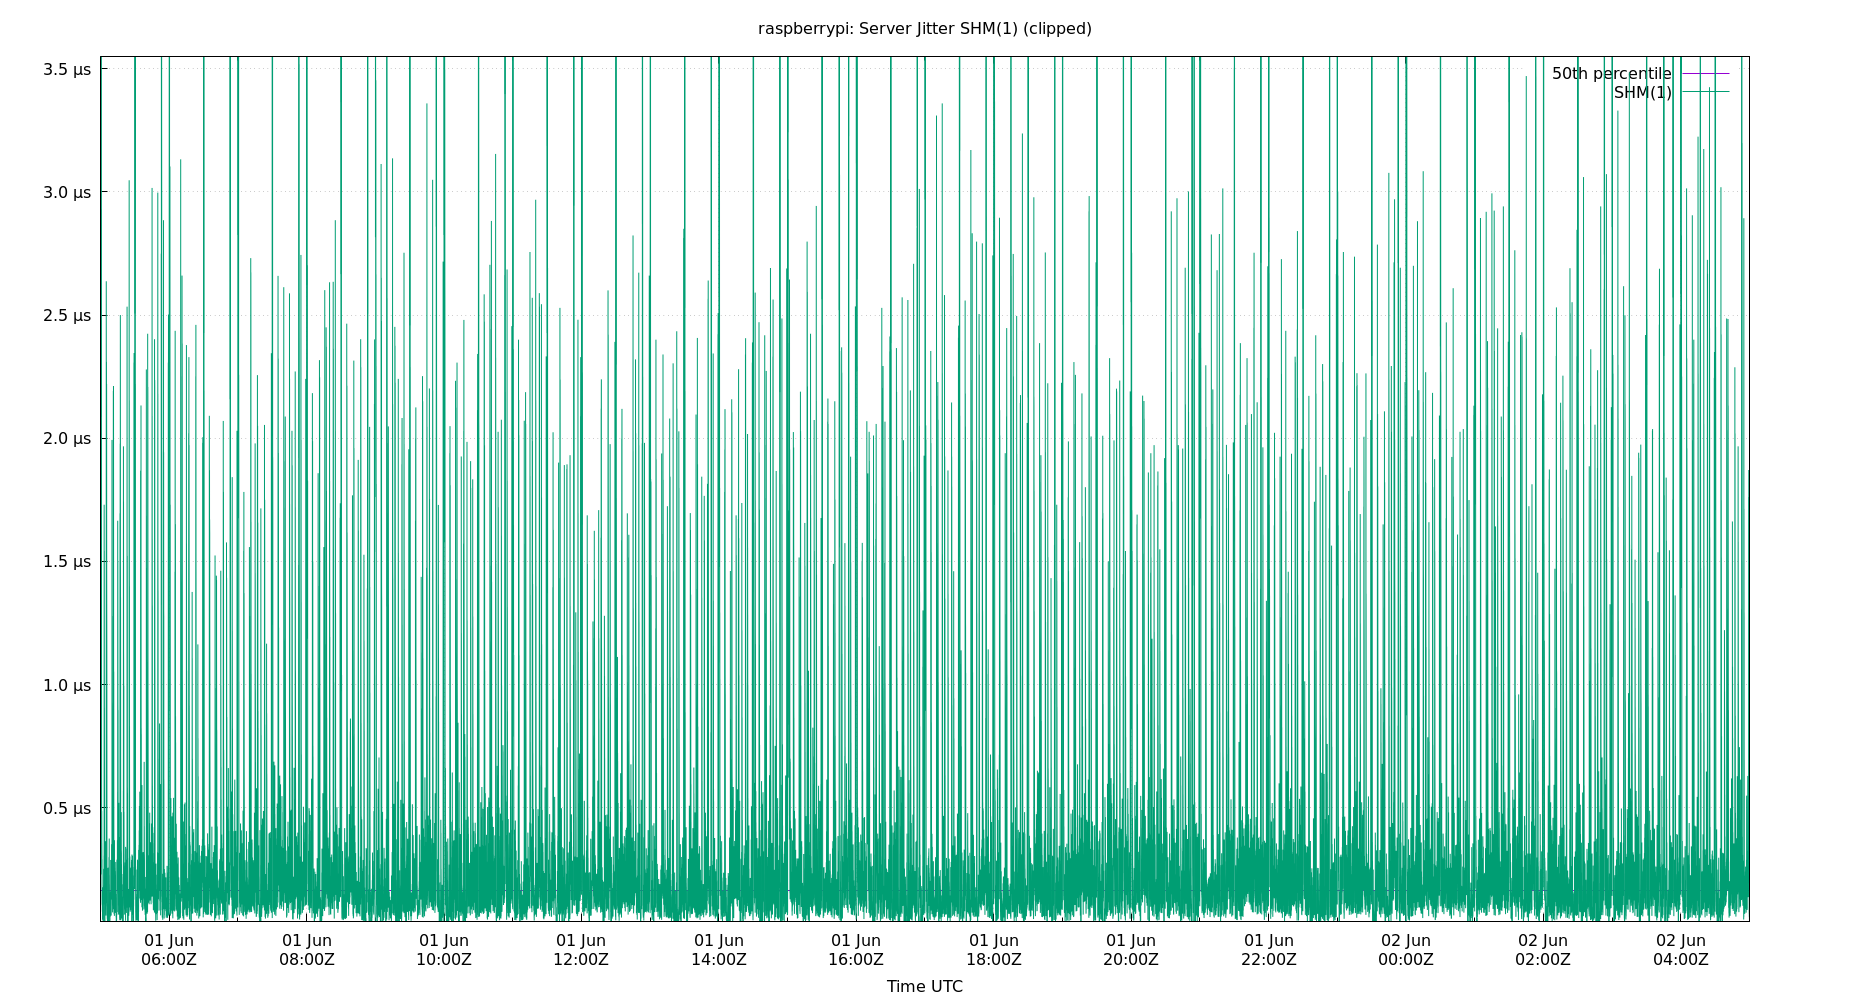 raspberrypi: Server Jitter SHM(1) (clipped)
3.5 µs
3.0 µs
2.5 µs
2.0 µs
1.5 µs
1.0 µs
0.5 µs
50th percentile
SHM(1)
01 Jun 01 Jun 01 Jun 01 Jun 01 Jun 01 Jun 01 Jun 01 Jun 01 Jun 02 Jun 02 Jun 02 Jun
06:00Z 08:00Z 10:00Z 12:00Z 14:00Z 16:00Z 18:00Z 20:00Z 22:00Z 00:00Z 02:00Z 04:00Z
Time UTC